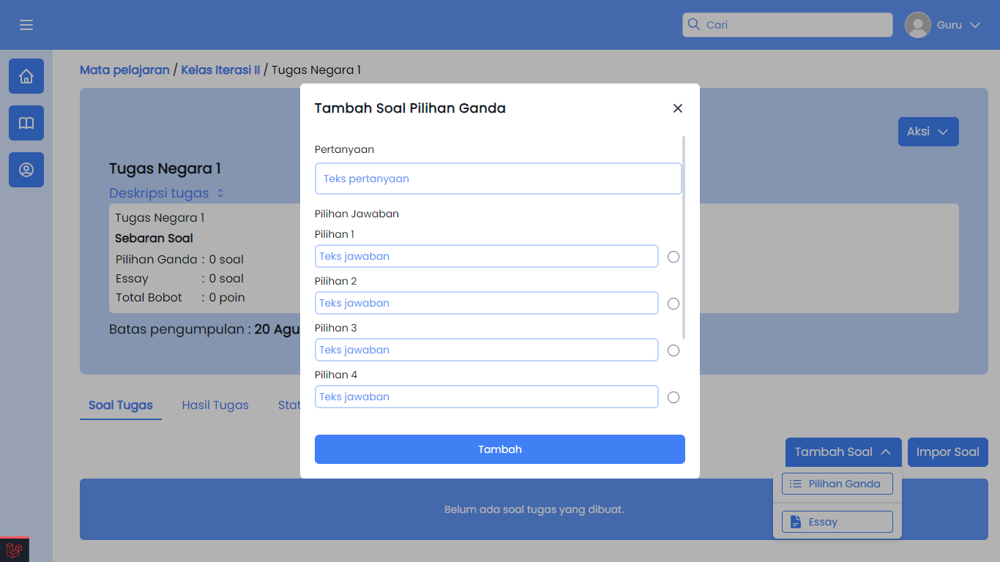 Cari
Guru
Mata pelajaran / Kelas Iterasi II / Tugas Negara 1
Tambah Soal Pilihan Ganda
Aksi
Pertanyaan
Teks pertanyaan
Tugas Negara 1
Deskripsi tugas
Tugas Negara 1
Sebaran Soal
Pilihan Ganda : 0 soal
Essay : 0 soal
Total Bobot : 0 poin
Batas pengumpulan : 20 Agu
Pilihan Jawaban
Pilihan 1
Teks jawaban
Pilihan 2
Teks jawaban
Pilihan 3
Teks jawaban
Pilihan 4
Teks jawaban
Tambah
Soal Tugas
Hasil Tugas
Stat
Tambah Soal
Impor Soal
Pilihan Ganda
Essay
Belum ada soal tugas yang dibuat.